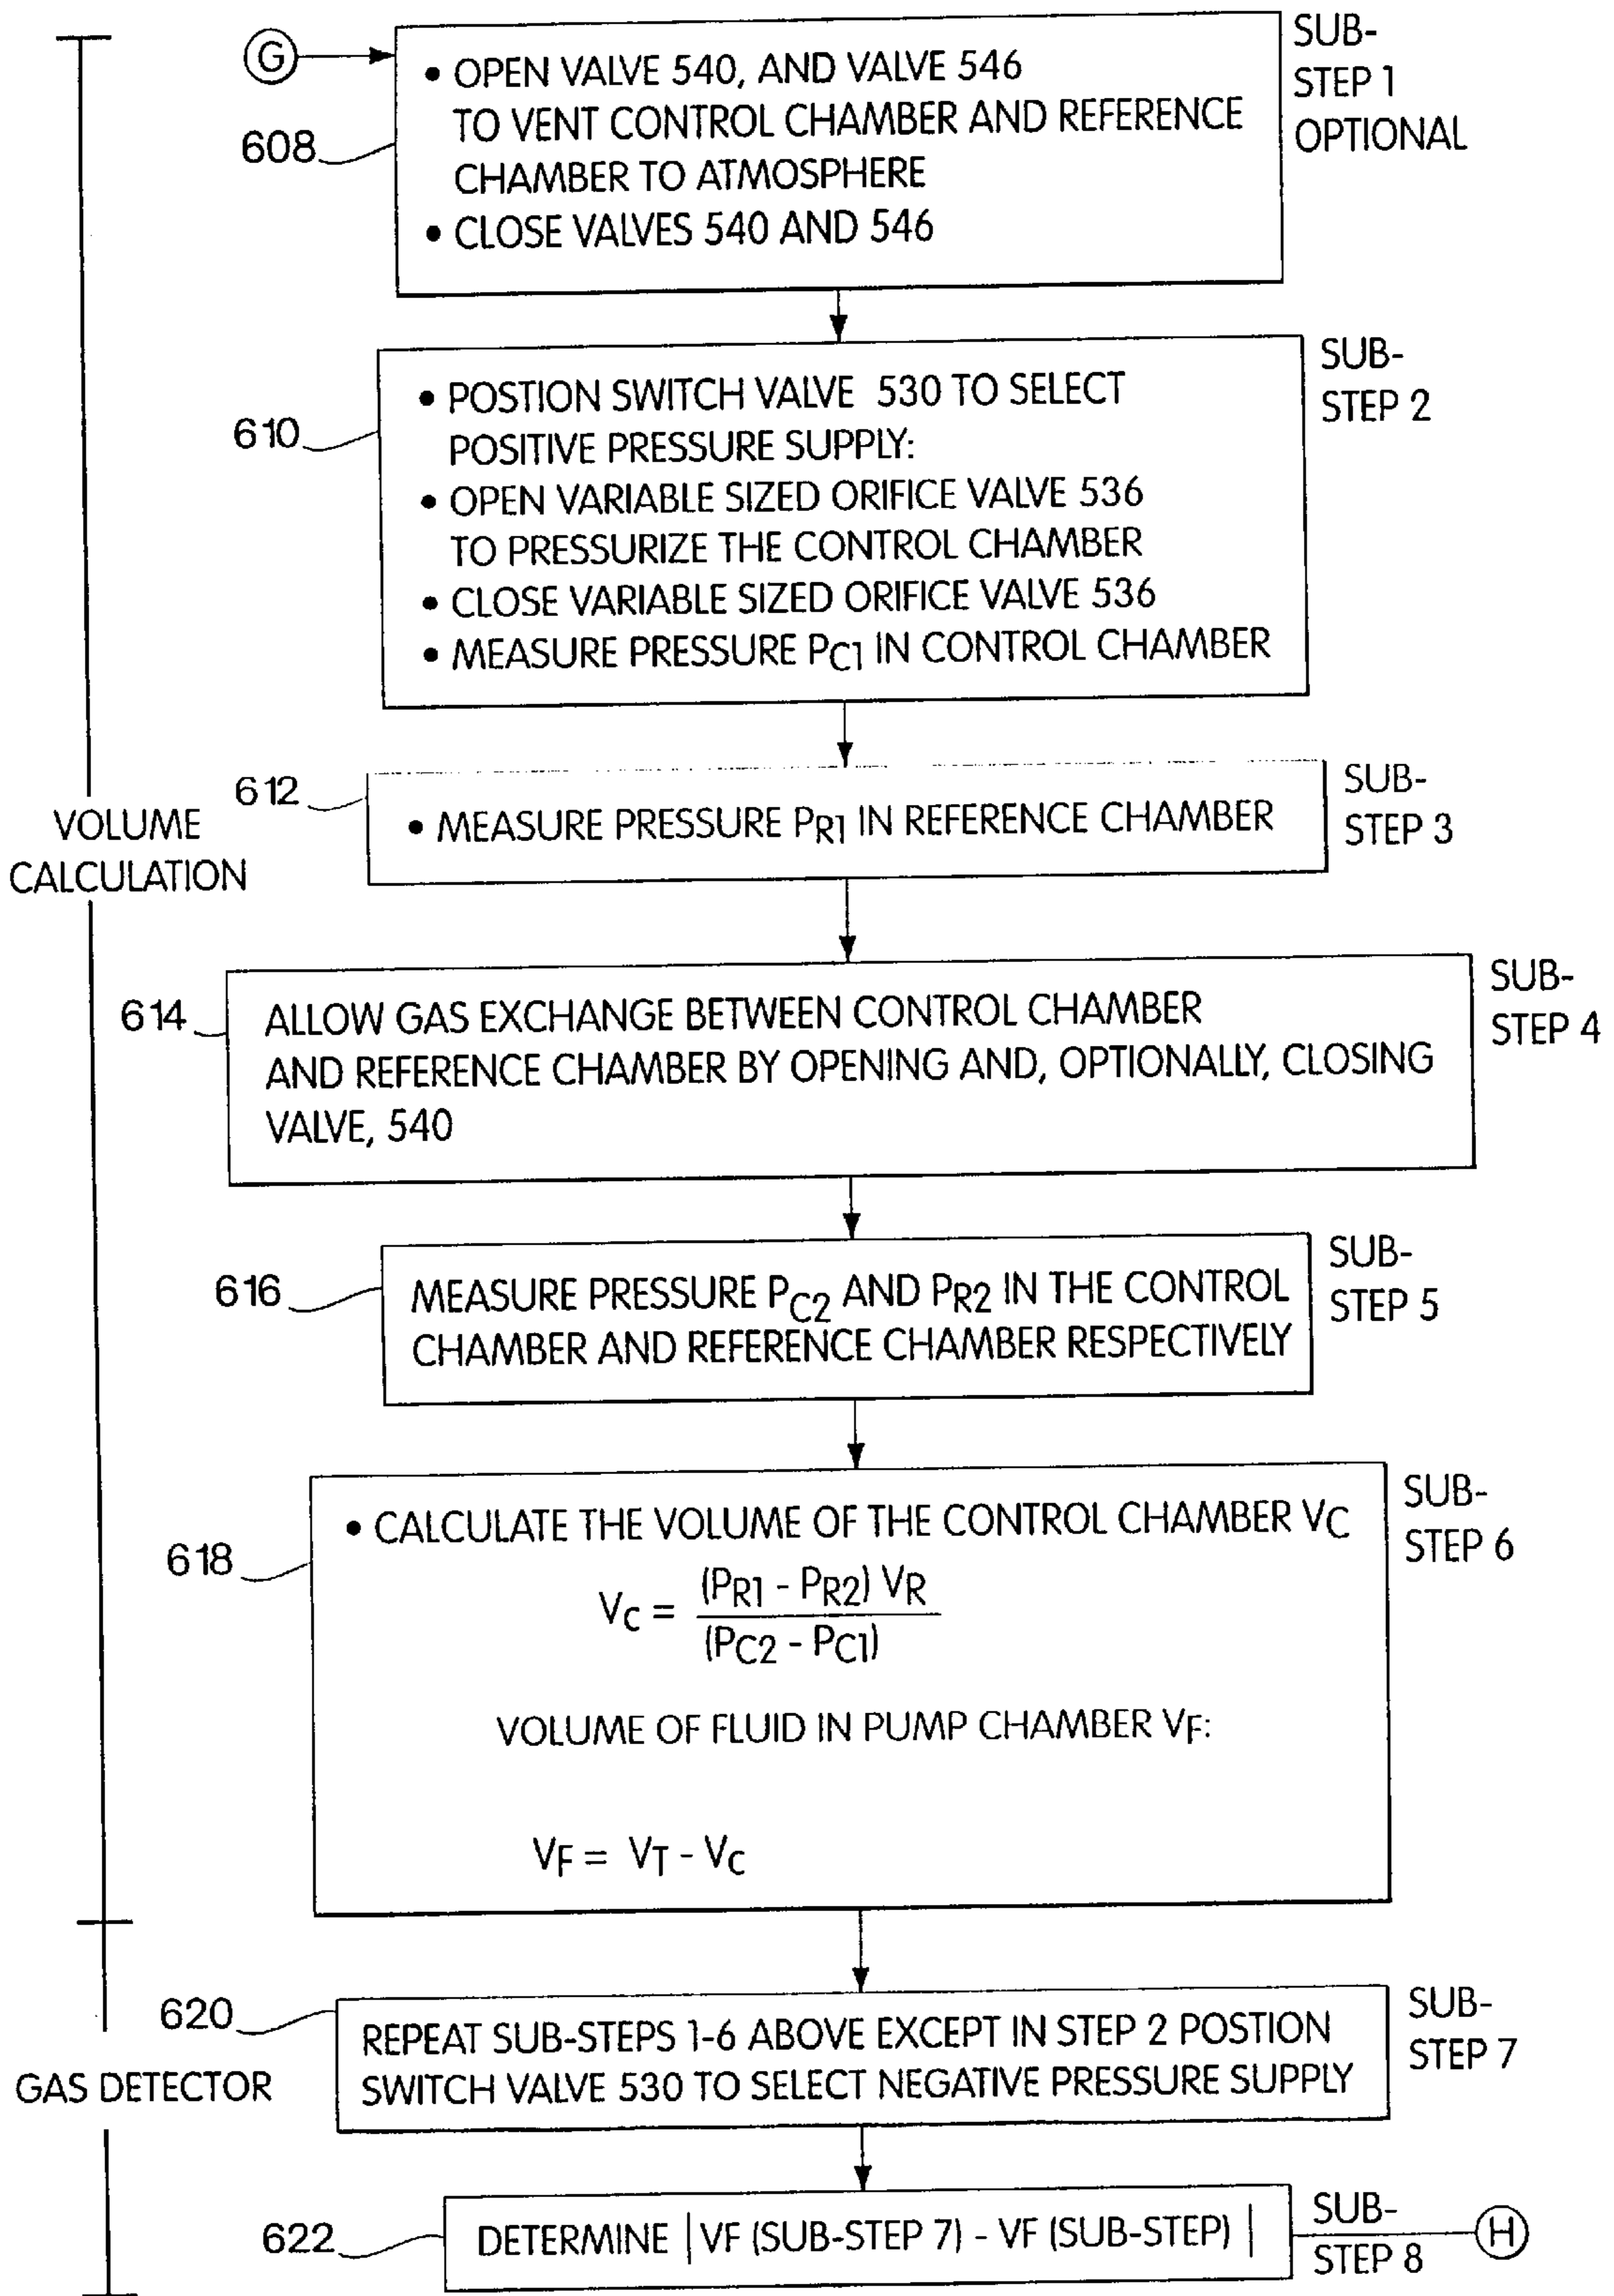 G
SUB-
STEP 1
OPTIONAL
608
• OPEN VALVE 540, AND VALVE 546
TO VENT CONTROL CHAMBER AND REFERENCE
CHAMBER TO ATMOSPHERE
• CLOSE VALVES 540 AND 546
SUB-
STEP 2
610
• POSTION SWITCH VALVE 530 TO SELECT
POSITIVE PRESSURE SUPPLY:
• OPEN VARIABLE SIZED ORIFICE VALVE 536
TO PRESSURIZE THE CONTROL CHAMBER
• CLOSE VARIABLE SIZED ORIFICE VALVE 536
• MEASURE PRESSURE PC1 IN CONTROL CHAMBER
SUB-
STEP 3
612
• MEASURE PRESSURE PR1 IN REFERENCE CHAMBER
VOLUME
CALCULATION
SUB-
STEP 4
614
ALLOW GAS EXCHANGE BETWEEN CONTROL CHAMBER
AND REFERENCE CHAMBER BY OPENING AND, OPTIONALLY, CLOSING
VALVE, 540
SUB-
STEP 5
616
MEASURE PRESSURE PC2 AND PR2 IN THE CONTROL
CHAMBER AND REFERENCE CHAMBER RESPECTIVELY
SUB-
STEP 6
618
• CALCULATE THE VOLUME OF THE CONTROL CHAMBER VC
VC = (PR1 - PR2) VR
(PC2 - PC1)
VOLUME OF FLUID IN PUMP CHAMBER VF:
VF = VT - VC
SUB-
STEP 7
620
REPEAT SUB-STEPS 1-6 ABOVE EXCEPT IN STEP 2 POSTION
SWITCH VALVE 530 TO SELECT NEGATIVE PRESSURE SUPPLY
GAS DETECTOR
SUB-
STEP 8
622
DETERMINE | VF (SUB-STEP 7) - VF (SUB-STEP) |
H